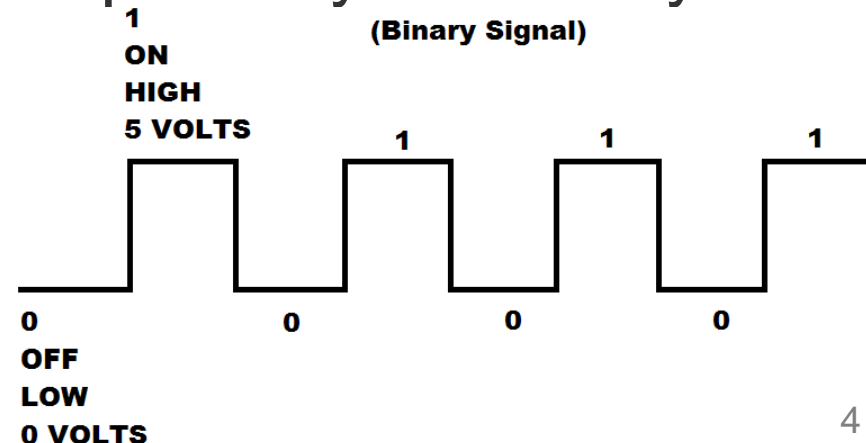 1
(Binary Signal)
ON
HIGH
5 VOLTS
1
1
1
0
0
0
0
OFF
LOW
0 VOLTS
4